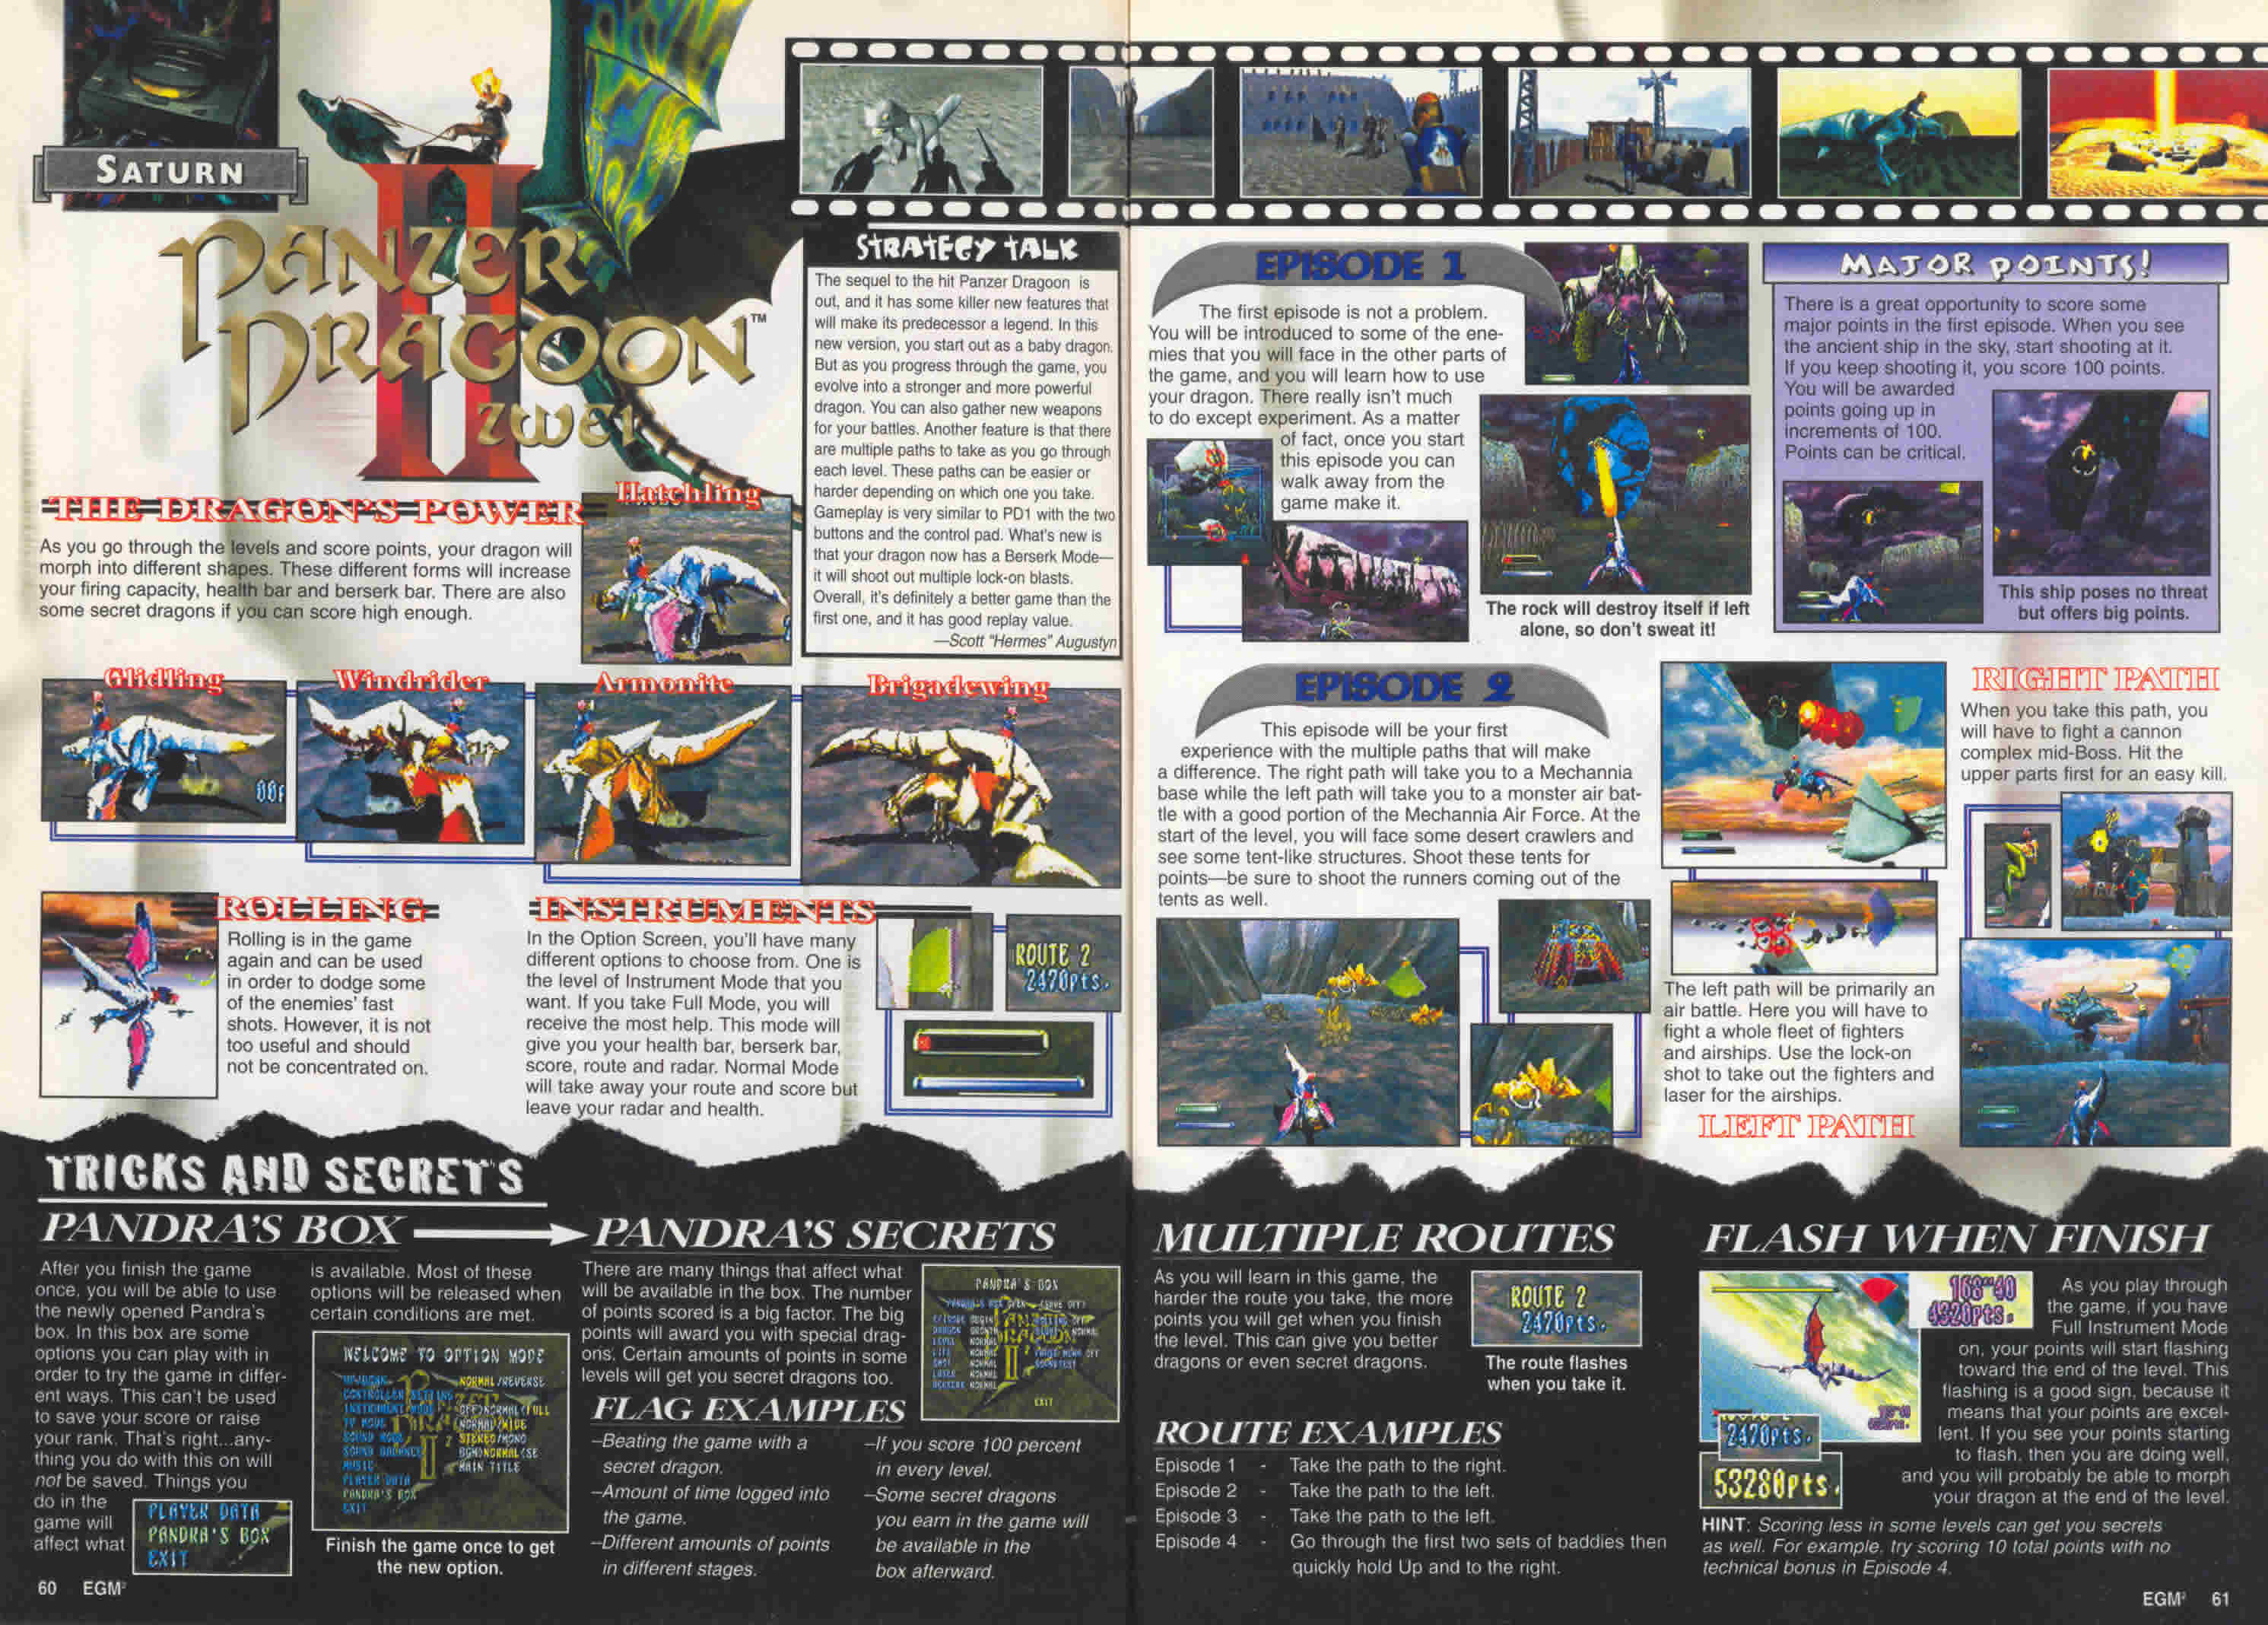 SATURN
PANZER
DRAGOON™
II
ZWEI
THE DRAGON'S POWER
As you go through the levels and score points, your dragon will
morph into different shapes. These different forms will increase
your firing capacity, health bar and berserk bar. There are also
some secret dragons if you can score high enough.
Hatchling
Glidling
Windrider
Armonite
Brigadewing
STRATEGY TALK
The sequel to the hit Panzer Dragoon is
out, and it has some killer new features that
will make its predecessor a legend. In this
new version, you start out as a baby dragon.
But as you progress through the game, you
evolve into a stronger and more powerful
dragon. You can also gather new weapons
for your battles. Another feature is that there
are multiple paths to take as you go through
each level. These paths can be easier or
harder depending on which one you take.
Gameplay is very similar to PD1 with the two
buttons and the control pad. What's new is
that your dragon now has a Berserk Mode—
it will shoot out multiple lock-on blasts.
Overall, it's definitely a better game than the
first one, and it has good replay value.
—Scott "Hermes" Augustyn
ROLLING
Rolling is in the game
again and can be used
in order to dodge some
of the enemies' fast
shots. However, it is not
too useful and should
not be concentrated on.
INSTRUMENTS
In the Option Screen, you'll have many
different options to choose from. One is
the level of Instrument Mode that you
want. If you take Full Mode, you will
receive the most help. This mode will
give you your health bar, berserk bar,
score, route and radar. Normal Mode
will take away your route and score but
leave your radar and health.
ROUTE 2
2470pts.
EPISODE 1
The first episode is not a problem.
You will be introduced to some of the ene-
mies that you will face in the other parts of
the game, and you will learn how to use
your dragon. There really isn't much
to do except experiment. As a matter
of fact, once you start
this episode you can
walk away from the
game make it.
The rock will destroy itself if left
alone, so don't sweat it!
MAJOR POINTS!
There is a great opportunity to score some
major points in the first episode. When you see
the ancient ship in the sky, start shooting at it.
If you keep shooting it, you score 100 points.
You will be awarded
points going up in
increments of 100.
Points can be critical.
This ship poses no threat
but offers big points.
EPISODE 2
This episode will be your first
experience with the multiple paths that will make
a difference. The right path will take you to a Mechannia
base while the left path will take you to a monster air bat-
tle with a good portion of the Mechannia Air Force. At the
start of the level, you will face some desert crawlers and
see some tent-like structures. Shoot these tents for
points—be sure to shoot the runners coming out of the
tents as well.
RIGHT PATH
When you take this path, you
will have to fight a cannon
complex mid-Boss. Hit the
upper parts first for an easy kill.
The left path will be primarily an
air battle. Here you will have to
fight a whole fleet of fighters
and airships. Use the lock-on
shot to take out the fighters and
laser for the airships.
LEFT PATH
TRICKS AND SECRETS
PANDRA'S BOX
After you finish the game
once, you will be able to use
the newly opened Pandra's
box. In this box are some
options you can play with in
order to try the game in differ-
ent ways. This can't be used
to save your score or raise
your rank. That's right...any-
thing you do with this on will
not be saved. Things you
do in the
game will
affect what
PLAYER DATA
PANDRA'S BOX
EXIT
is available. Most of these
options will be released when
certain conditions are met.
WELCOME TO OPTION MODE
NORMAL/REVERSE
CONTROLLER SETTING
INSTRUMENT MODE OFF/NORMAL/FULL
TV MODE NORMAL/WIDE
SOUND MODE STEREO/MONO
SOUND BALANCE BGM/NORMAL/SE
MUSIC MAIN TITLE
PLAYER DATA
PANDRA'S BOX
EXIT
Finish the game once to get
the new option.
PANDRA'S SECRETS
There are many things that affect what
will be available in the box. The number
of points scored is a big factor. The big
points will award you with special drag-
ons. Certain amounts of points in some
levels will get you secret dragons too.
PANDRA'S BOX
EXIT
FLAG EXAMPLES
–Beating the game with a
secret dragon.
–Amount of time logged into
the game.
–Different amounts of points
in different stages.
–If you score 100 percent
in every level.
–Some secret dragons
you earn in the game will
be available in the
box afterward.
MULTIPLE ROUTES
As you will learn in this game, the
harder the route you take, the more
points you will get when you finish
the level. This can give you better
dragons or even secret dragons.
ROUTE 2
2470pts.
The route flashes
when you take it.
ROUTE EXAMPLES
Episode 1 - Take the path to the right.
Episode 2 - Take the path to the left.
Episode 3 - Take the path to the left.
Episode 4 - Go through the first two sets of baddies then
quickly hold Up and to the right.
FLASH WHEN FINISH
168"40
4920pts.
2470pts.
53280pts.
As you play through
the game, if you have
Full Instrument Mode
on, your points will start flashing
toward the end of the level. This
flashing is a good sign, because it
means that your points are excel-
lent. If you see your points starting
to flash, then you are doing well,
and you will probably be able to morph
your dragon at the end of the level.
HINT: Scoring less in some levels can get you secrets
as well. For example, try scoring 10 total points with no
technical bonus in Episode 4.
60 EGM²
EGM² 61